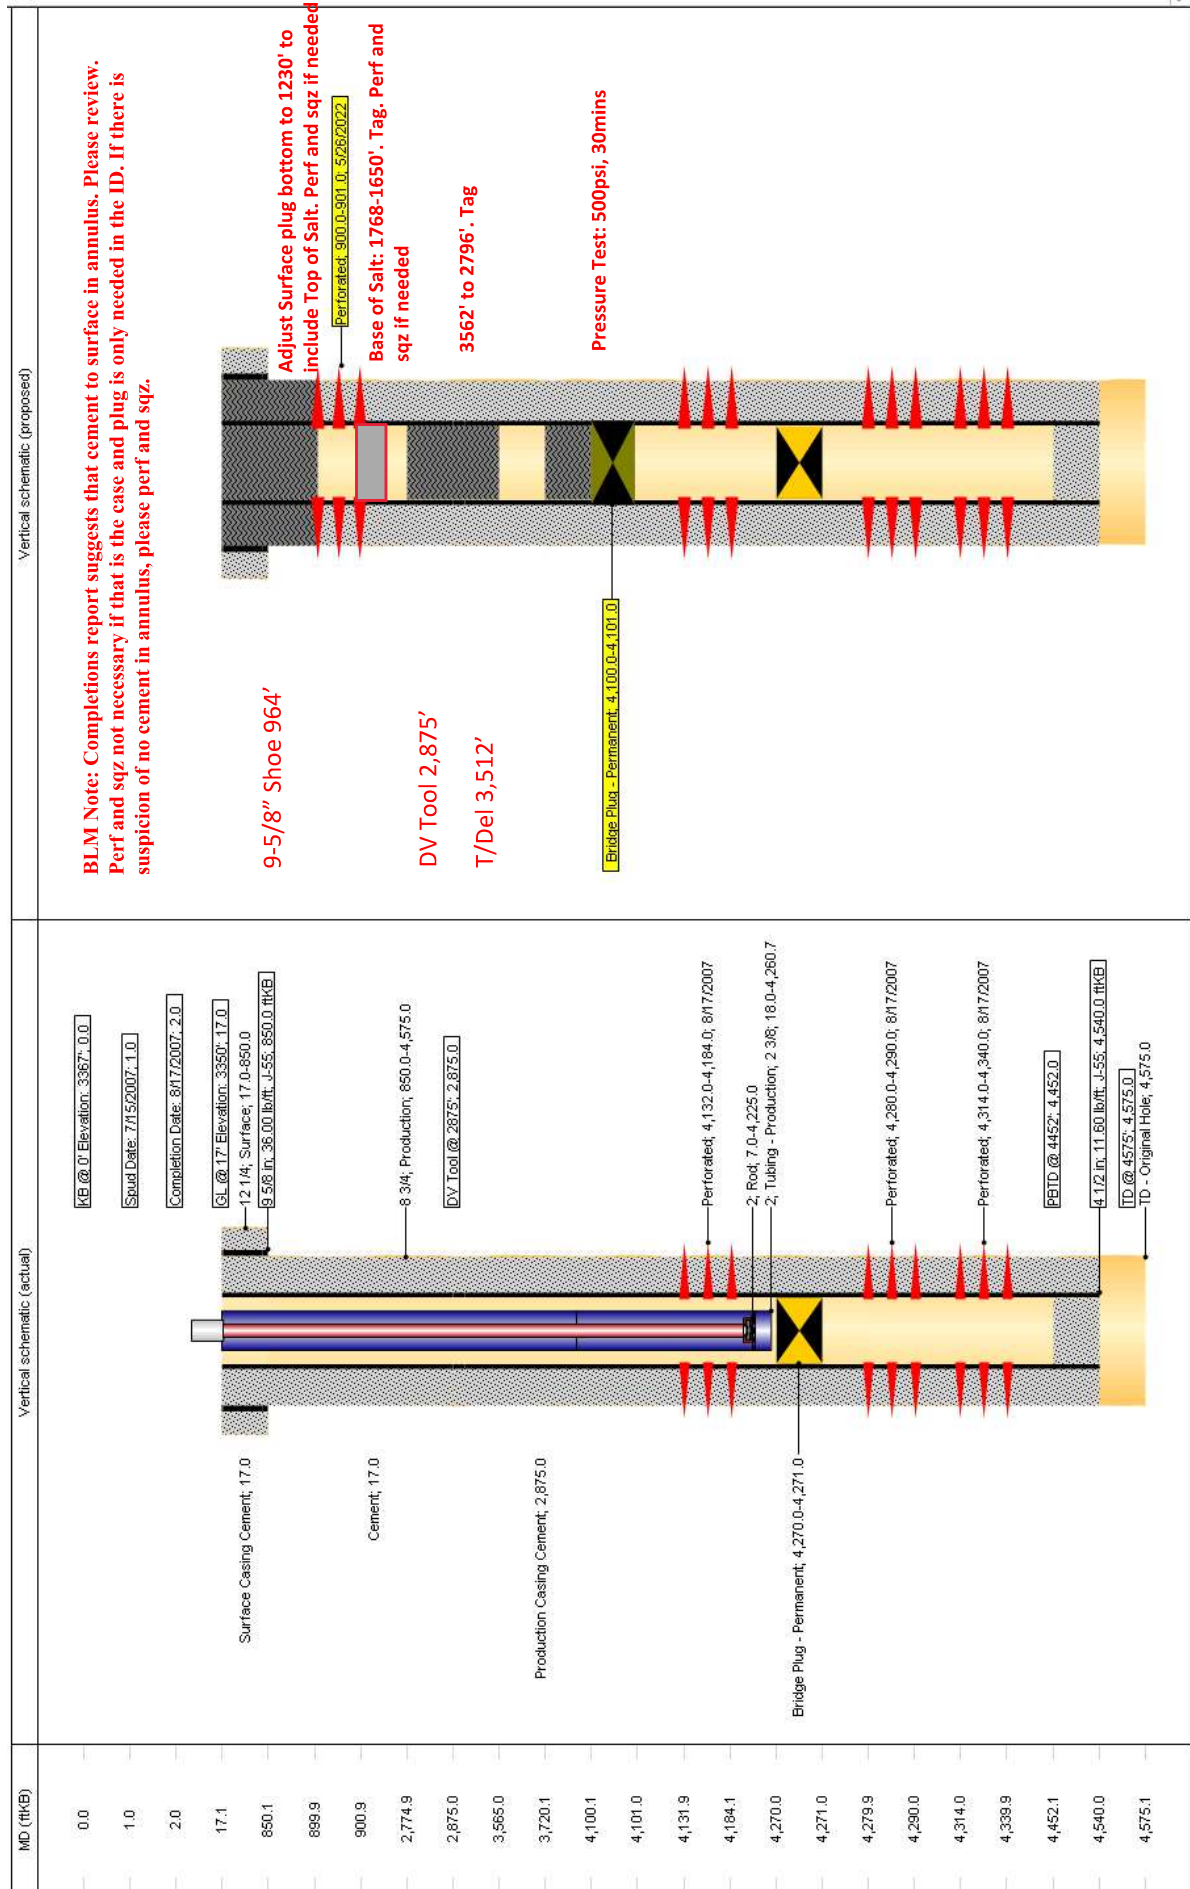 MD (ftKB)
Vertical schematic (actual)
Vertical schematic (proposed)
0.0
1.0
2.0
17.1
850.1
899.9
900.9
2,774.9
2,875.0
3,565.0
3,720.1
4,100.1
4,101.0
4,131.9
4,184.1
4,270.0
4,271.0
4,279.9
4,290.0
4,314.0
4,339.9
4,452.1
4,540.0
4,575.1
Surface Casing Cement; 17.0
Cement; 17.0
Production Casing Cement; 2,875.0
Bridge Plug - Permanent; 4,270.0-4,271.0
KB @ 0' Elevation: 3367'; 0.0
Spud Date: 7/15/2007; 1.0
Completion Date: 8/17/2007; 2.0
GL @ 17' Elevation: 3350'; 17.0
12 1/4; Surface; 17.0-850.0
9 5/8 in; 36.00 lb/ft; J-55; 850.0 ftKB
8 3/4; Production; 850.0-4,575.0
DV Tool @ 2875'; 2,875.0
Perforated; 4,132.0-4,184.0; 8/17/2007
2; Rod; 7.0-4,225.0
2; Tubing - Production; 2 3/8; 18.0-4,260.7
Perforated; 4,280.0-4,290.0; 8/17/2007
Perforated; 4,314.0-4,340.0; 8/17/2007
PBTD @ 4452'; 4,452.0
4 1/2 in; 11.60 lb/ft; J-55; 4,540.0 ftKB
TD @ 4575'; 4,575.0
TD - Original Hole; 4,575.0
BLM Note: Completions report suggests that cement to surface in annulus. Please review.
Perf and sqz not necessary if that is the case and plug is only needed in the ID. If there is
suspicion of no cement in annulus, please perf and sqz.
9-5/8" Shoe 964'
DV Tool 2,875'
T/Del 3,512'
Bridge Plug - Permanent; 4,100.0-4,101.0
Adjust Surface plug bottom to 1230' to
include Top of Salt. Perf and sqz if needed
Perforated; 900.0-901.0; 5/26/2022
Base of Salt: 1768-1650'. Tag. Perf and
sqz if needed
3562' to 2796'. Tag
Pressure Test: 500psi, 30mins